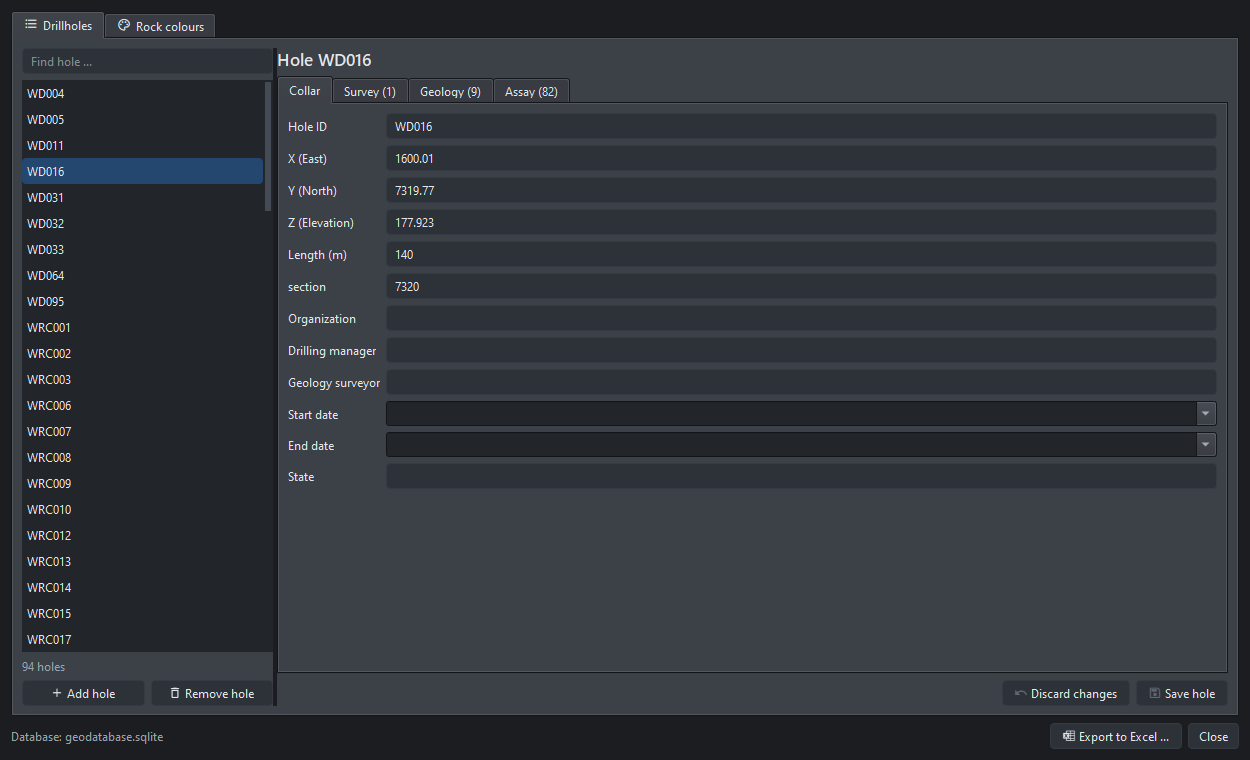 Drillholes
Rock colours
Find hole ...
WD004
WD005
WD011
WD016
WD031
WD032
WD033
WD064
WD095
WRC001
WRC002
WRC003
WRC006
WRC007
WRC008
WRC009
WRC010
WRC012
WRC013
WRC014
WRC015
WRC017
94 holes
+ Add hole
Remove hole
Hole WD016
Collar
Survey (1)
Geology (9)
Assay (82)
Hole ID WD016
X (East) 1600.01
Y (North) 7319.77
Z (Elevation) 177.923
Length (m) 140
section 7320
Organization
Drilling manager
Geology surveyor
Start date
End date
State
Discard changes
Save hole
Database: geodatabase.sqlite
Export to Excel ...
Close